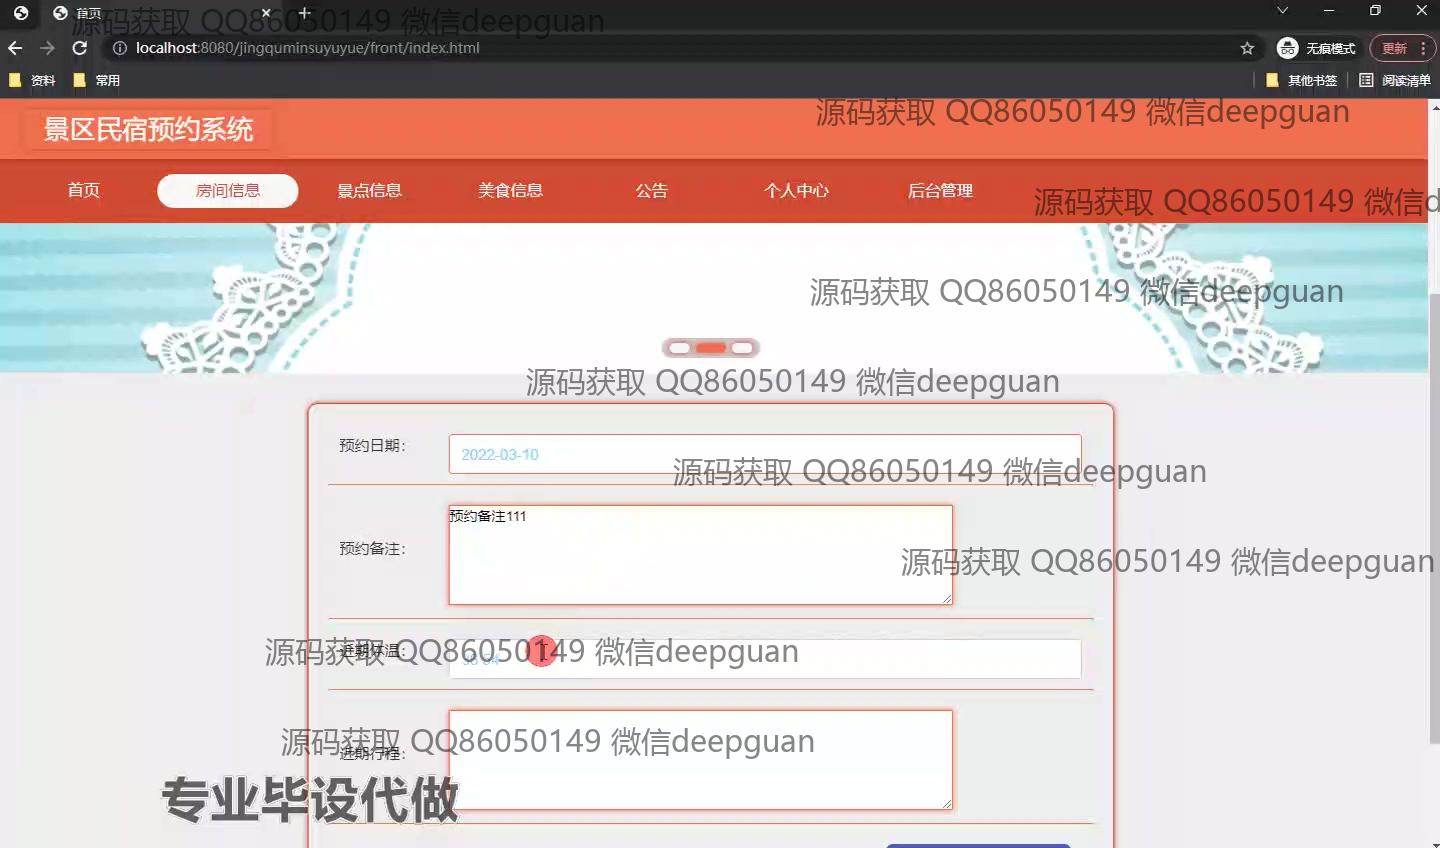 首页
源码获取 QQ86050149 微信deepguan
localhost:8080/jingquminsuyuyue/front/index.html
无痕模式
更新
资料
常用
其他书签
阅读清单
源码获取 QQ86050149 微信deepguan
景区民宿预约系统
首页
房间信息
景点信息
美食信息
公告
个人中心
后台管理
源码获取 QQ86050149 微信d
源码获取 QQ86050149 微信deepguan
源码获取 QQ86050149 微信deepguan
预约日期：
2022-03-10
源码获取 QQ86050149 微信deepguan
预约备注：
预约备注111
源码获取 QQ86050149 微信deepguan
近期体温：
源码获取 QQ86050149 微信deepguan
近期行程：
源码获取 QQ86050149 微信deepguan
专业毕设代做